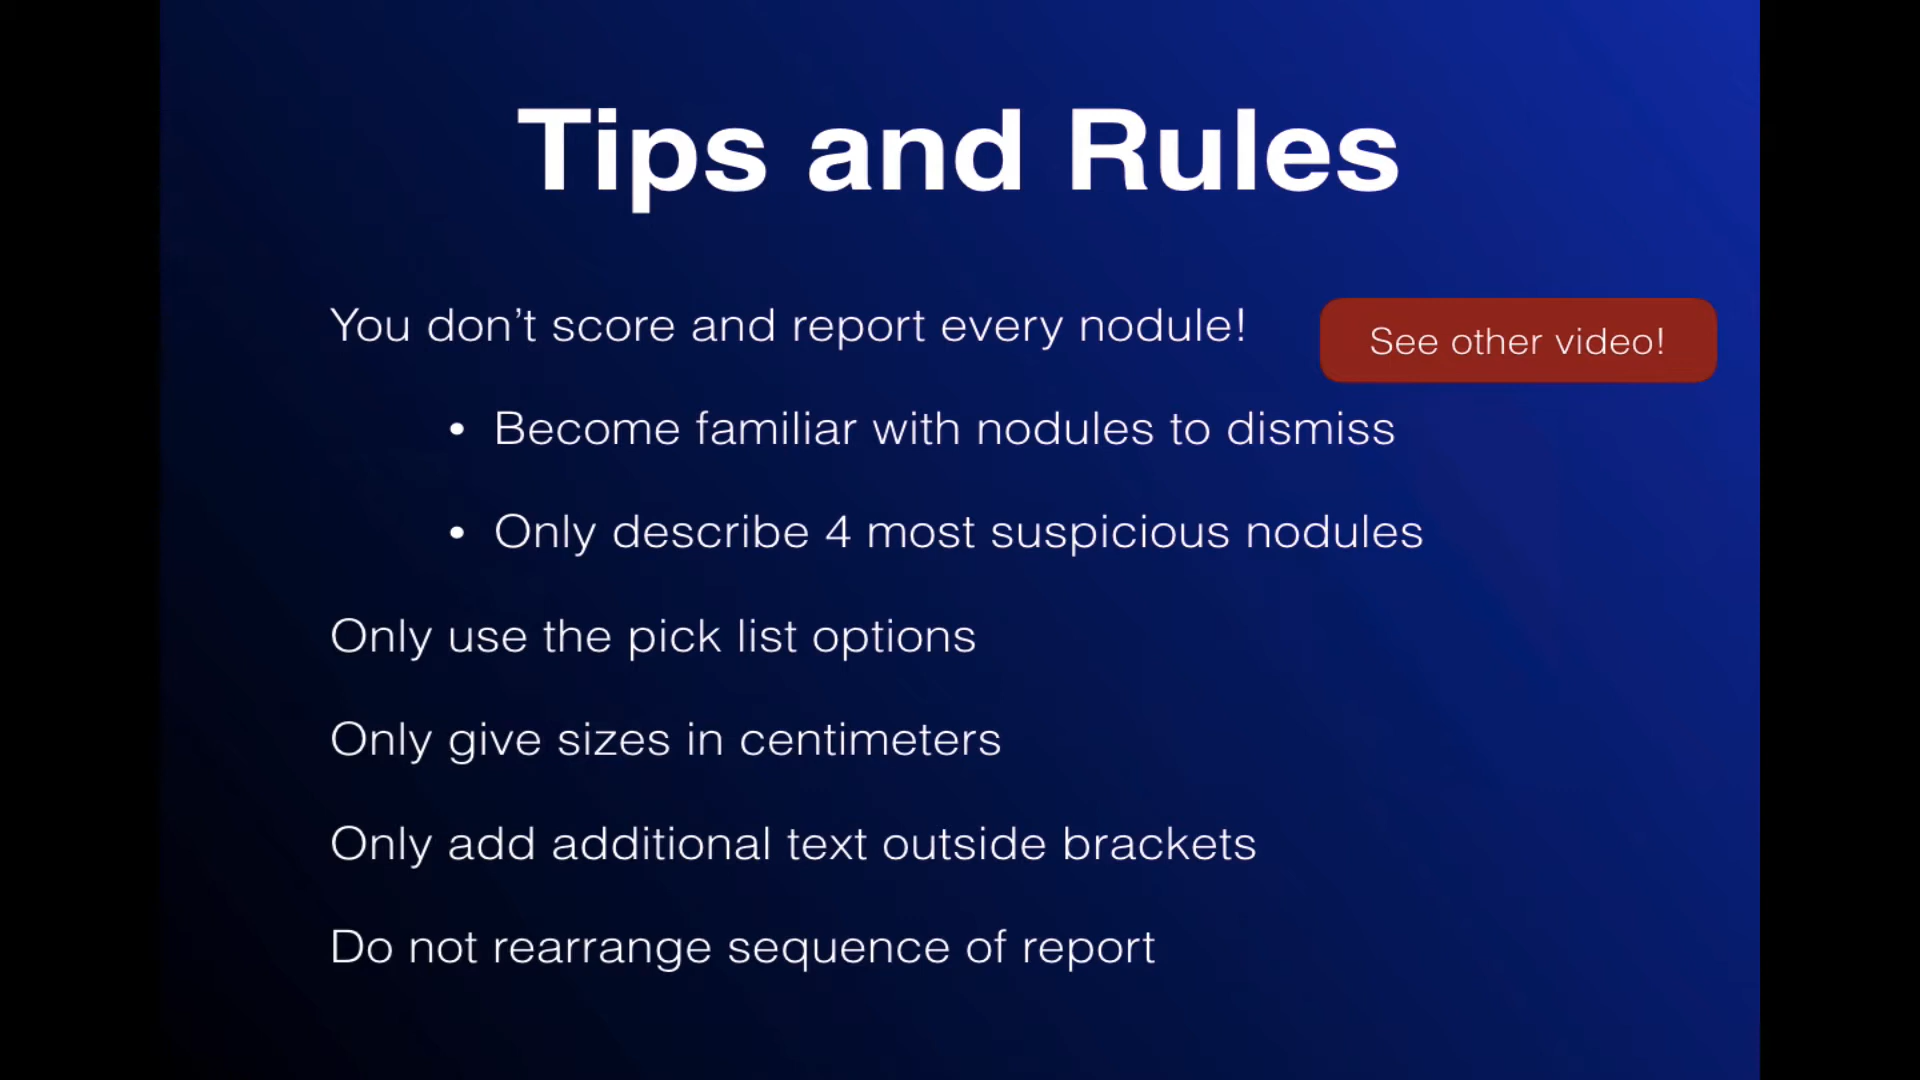 Tips and Rules
You don’t score and report every nodule!
See other video!
• Become familiar with nodules to dismiss
• Only describe 4 most suspicious nodules
Only use the pick list options
Only give sizes in centimeters
Only add additional text outside brackets
Do not rearrange sequence of report